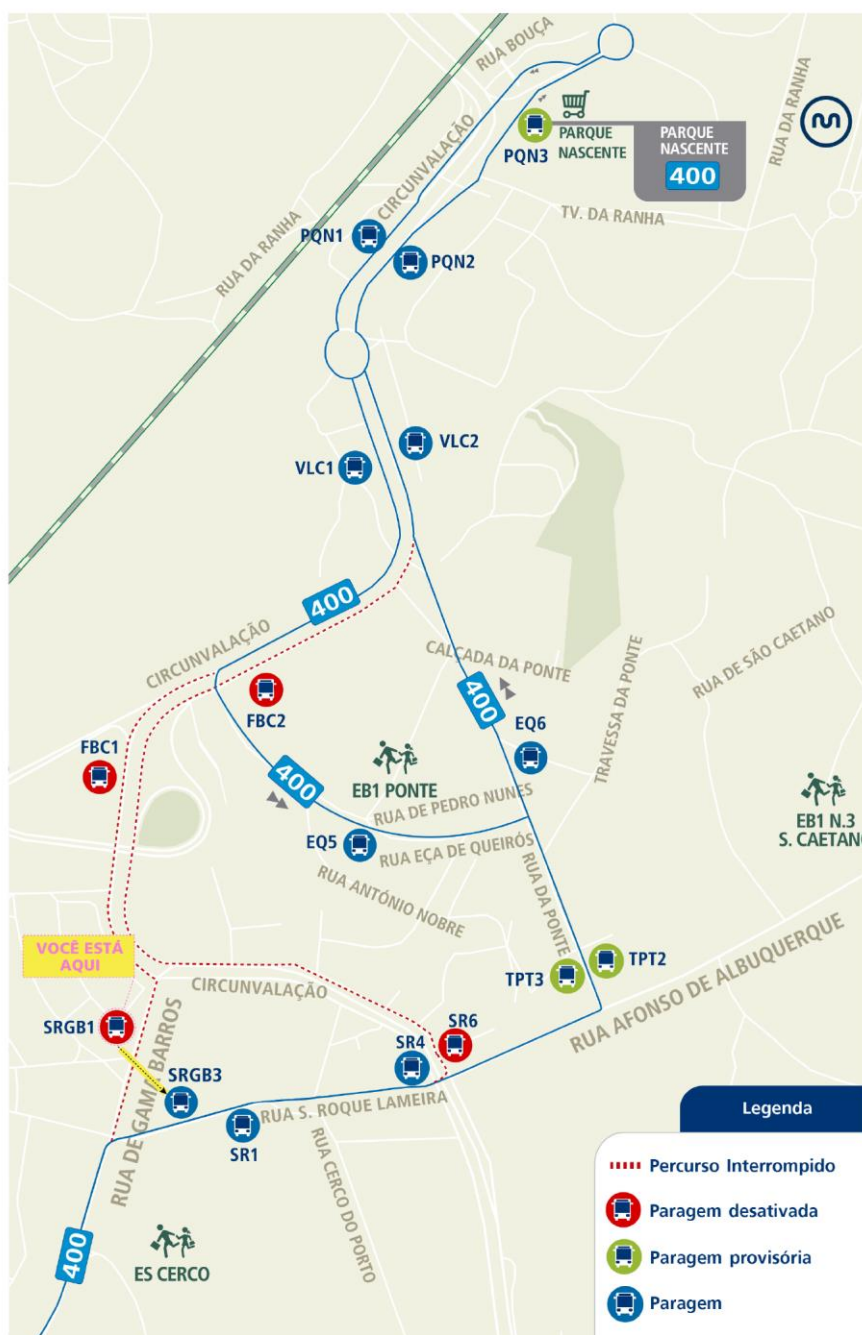 RUA BOUÇA
RUA DA RANHA
CIRCUNVALAÇÃO
PARQUE
NASCENTE
PQN3
PARQUE
NASCENTE
400
TV. DA RANHA
RUA DA RANHA
PQN1
PQN2
VLC2
VLC1
400
CIRCUNVALAÇÃO
CALÇADA DA PONTE
RUA DE SÃO CAETANO
TRAVESSA DA PONTE
400
FBC2
EQ6
FBC1
400
EB1 PONTE
RUA DE PEDRO NUNES
EB1 N.3
S. CAETANO
EQ5
RUA EÇA DE QUEIRÓS
RUA ANTÓNIO NOBRE
RUA DA PONTE
VOCÊ ESTÁ
AQUI
TPT2
TPT3
CIRCUNVALAÇÃO
RUA AFONSO DE ALBUQUERQUE
SRGB1
SR6
SR4
SRGB3
RUA DE GAMA BARROS
RUA S. ROQUE LAMEIRA
SR1
RUA CERCO DO PORTO
400
ES CERCO
Legenda
Percurso Interrompido
Paragem desativada
Paragem provisória
Paragem